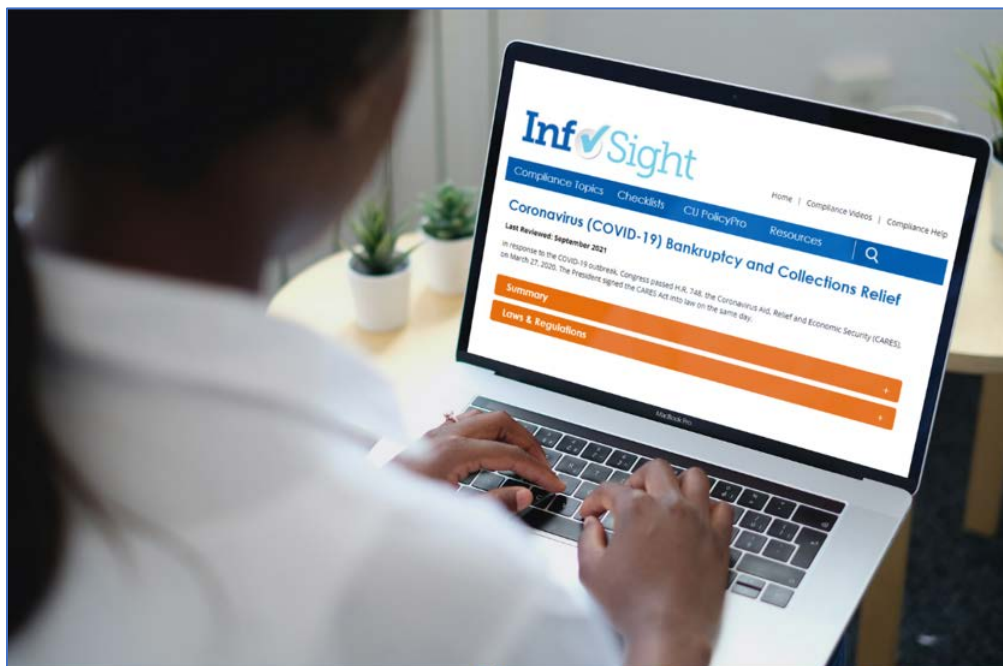 InfoSight
Home | Compliance Videos | Compliance Help
Compliance Topics Checklists CU PolicyPro Resources
Coronavirus (COVID-19) Bankruptcy and Collections Relief
Last Reviewed: September 2021
In response to the COVID-19 outbreak, Congress passed H.R. 748, the Coronavirus Aid, Relief and Economic Security (CARES),
on March 27, 2020. The President signed the CARES Act into law on the same day.
Summary +
Laws & Regulations +
MacBook Pro